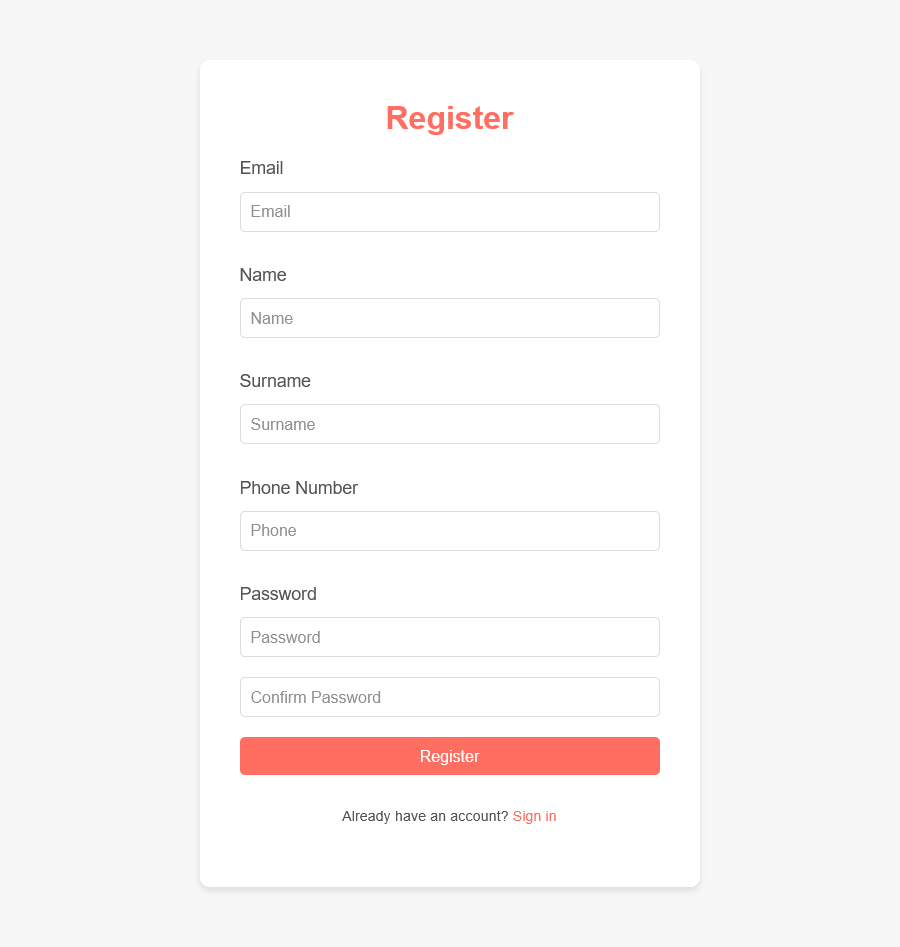 Register
Email
Email
Name
Name
Surname
Surname
Phone Number
Phone
Password
Password
Confirm Password
Register
Already have an account? Sign in